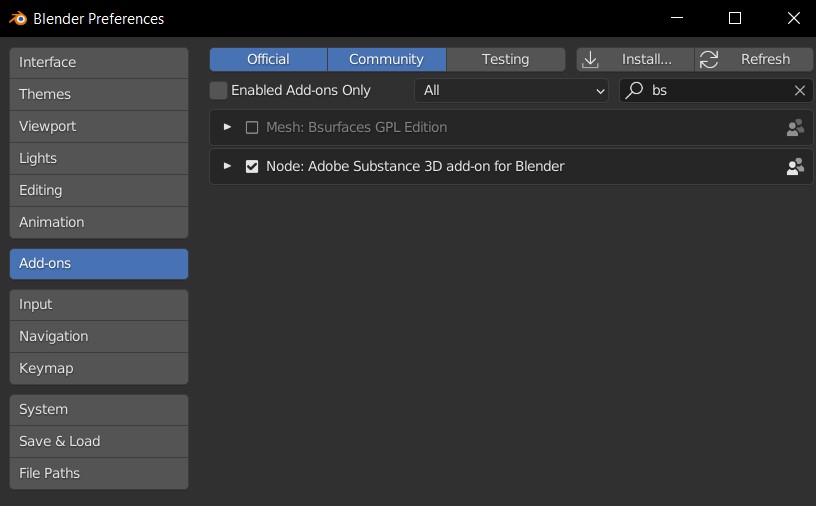 Blender Preferences
Interface
Themes
Viewport
Lights
Editing
Animation
Add-ons
Input
Navigation
Keymap
System
Save & Load
File Paths
Official Community Testing Install... Refresh
Enabled Add-ons Only All bs
Mesh: Bsurfaces GPL Edition
Node: Adobe Substance 3D add-on for Blender